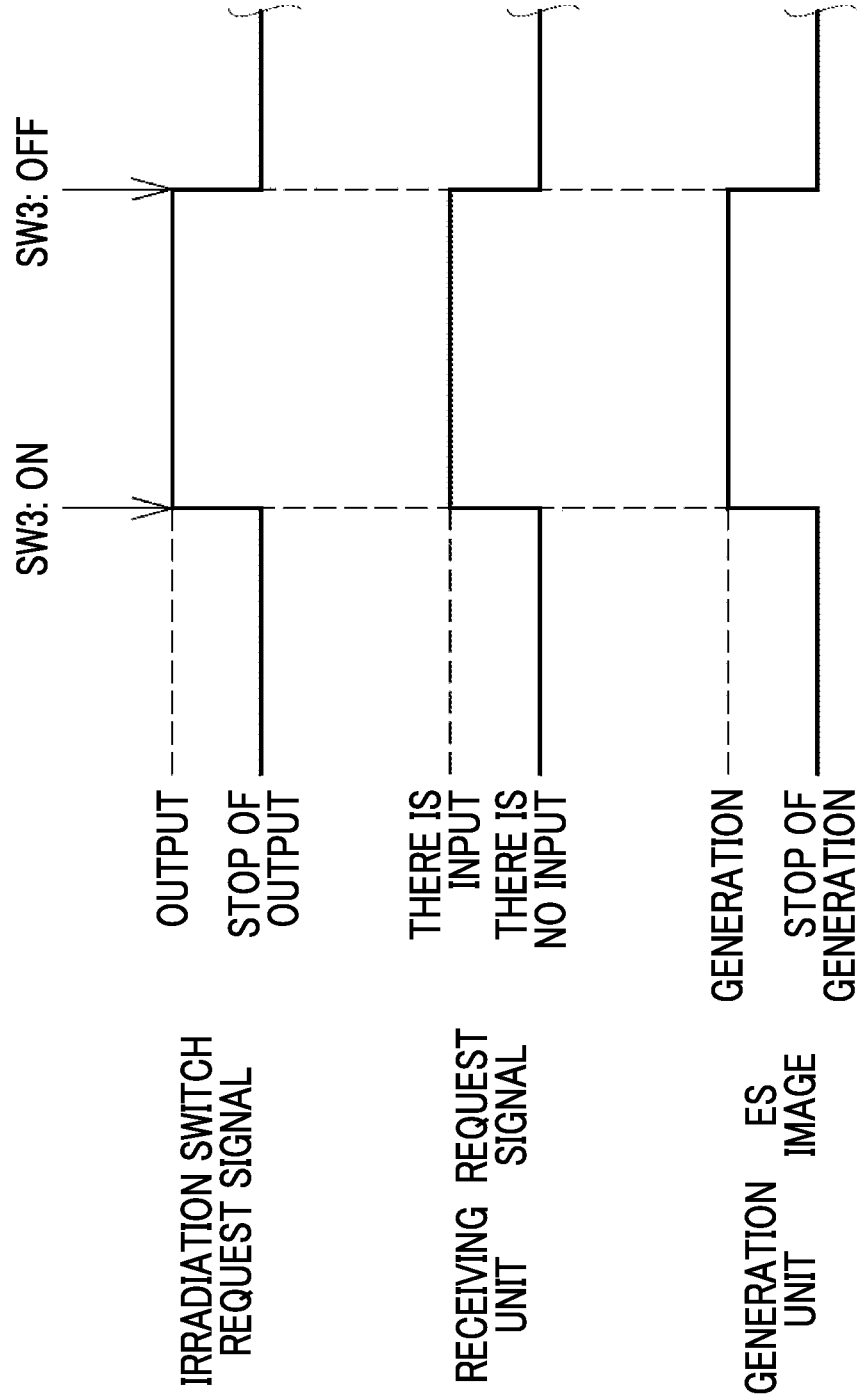 SW3: ON
SW3: OFF
IRRADIATION SWITCH
REQUEST SIGNAL
OUTPUT
STOP OF
OUTPUT
RECEIVING
UNIT
REQUEST
SIGNAL
THERE IS
INPUT
THERE IS
NO INPUT
GENERATION
UNIT
ES
IMAGE
GENERATION
STOP OF
GENERATION